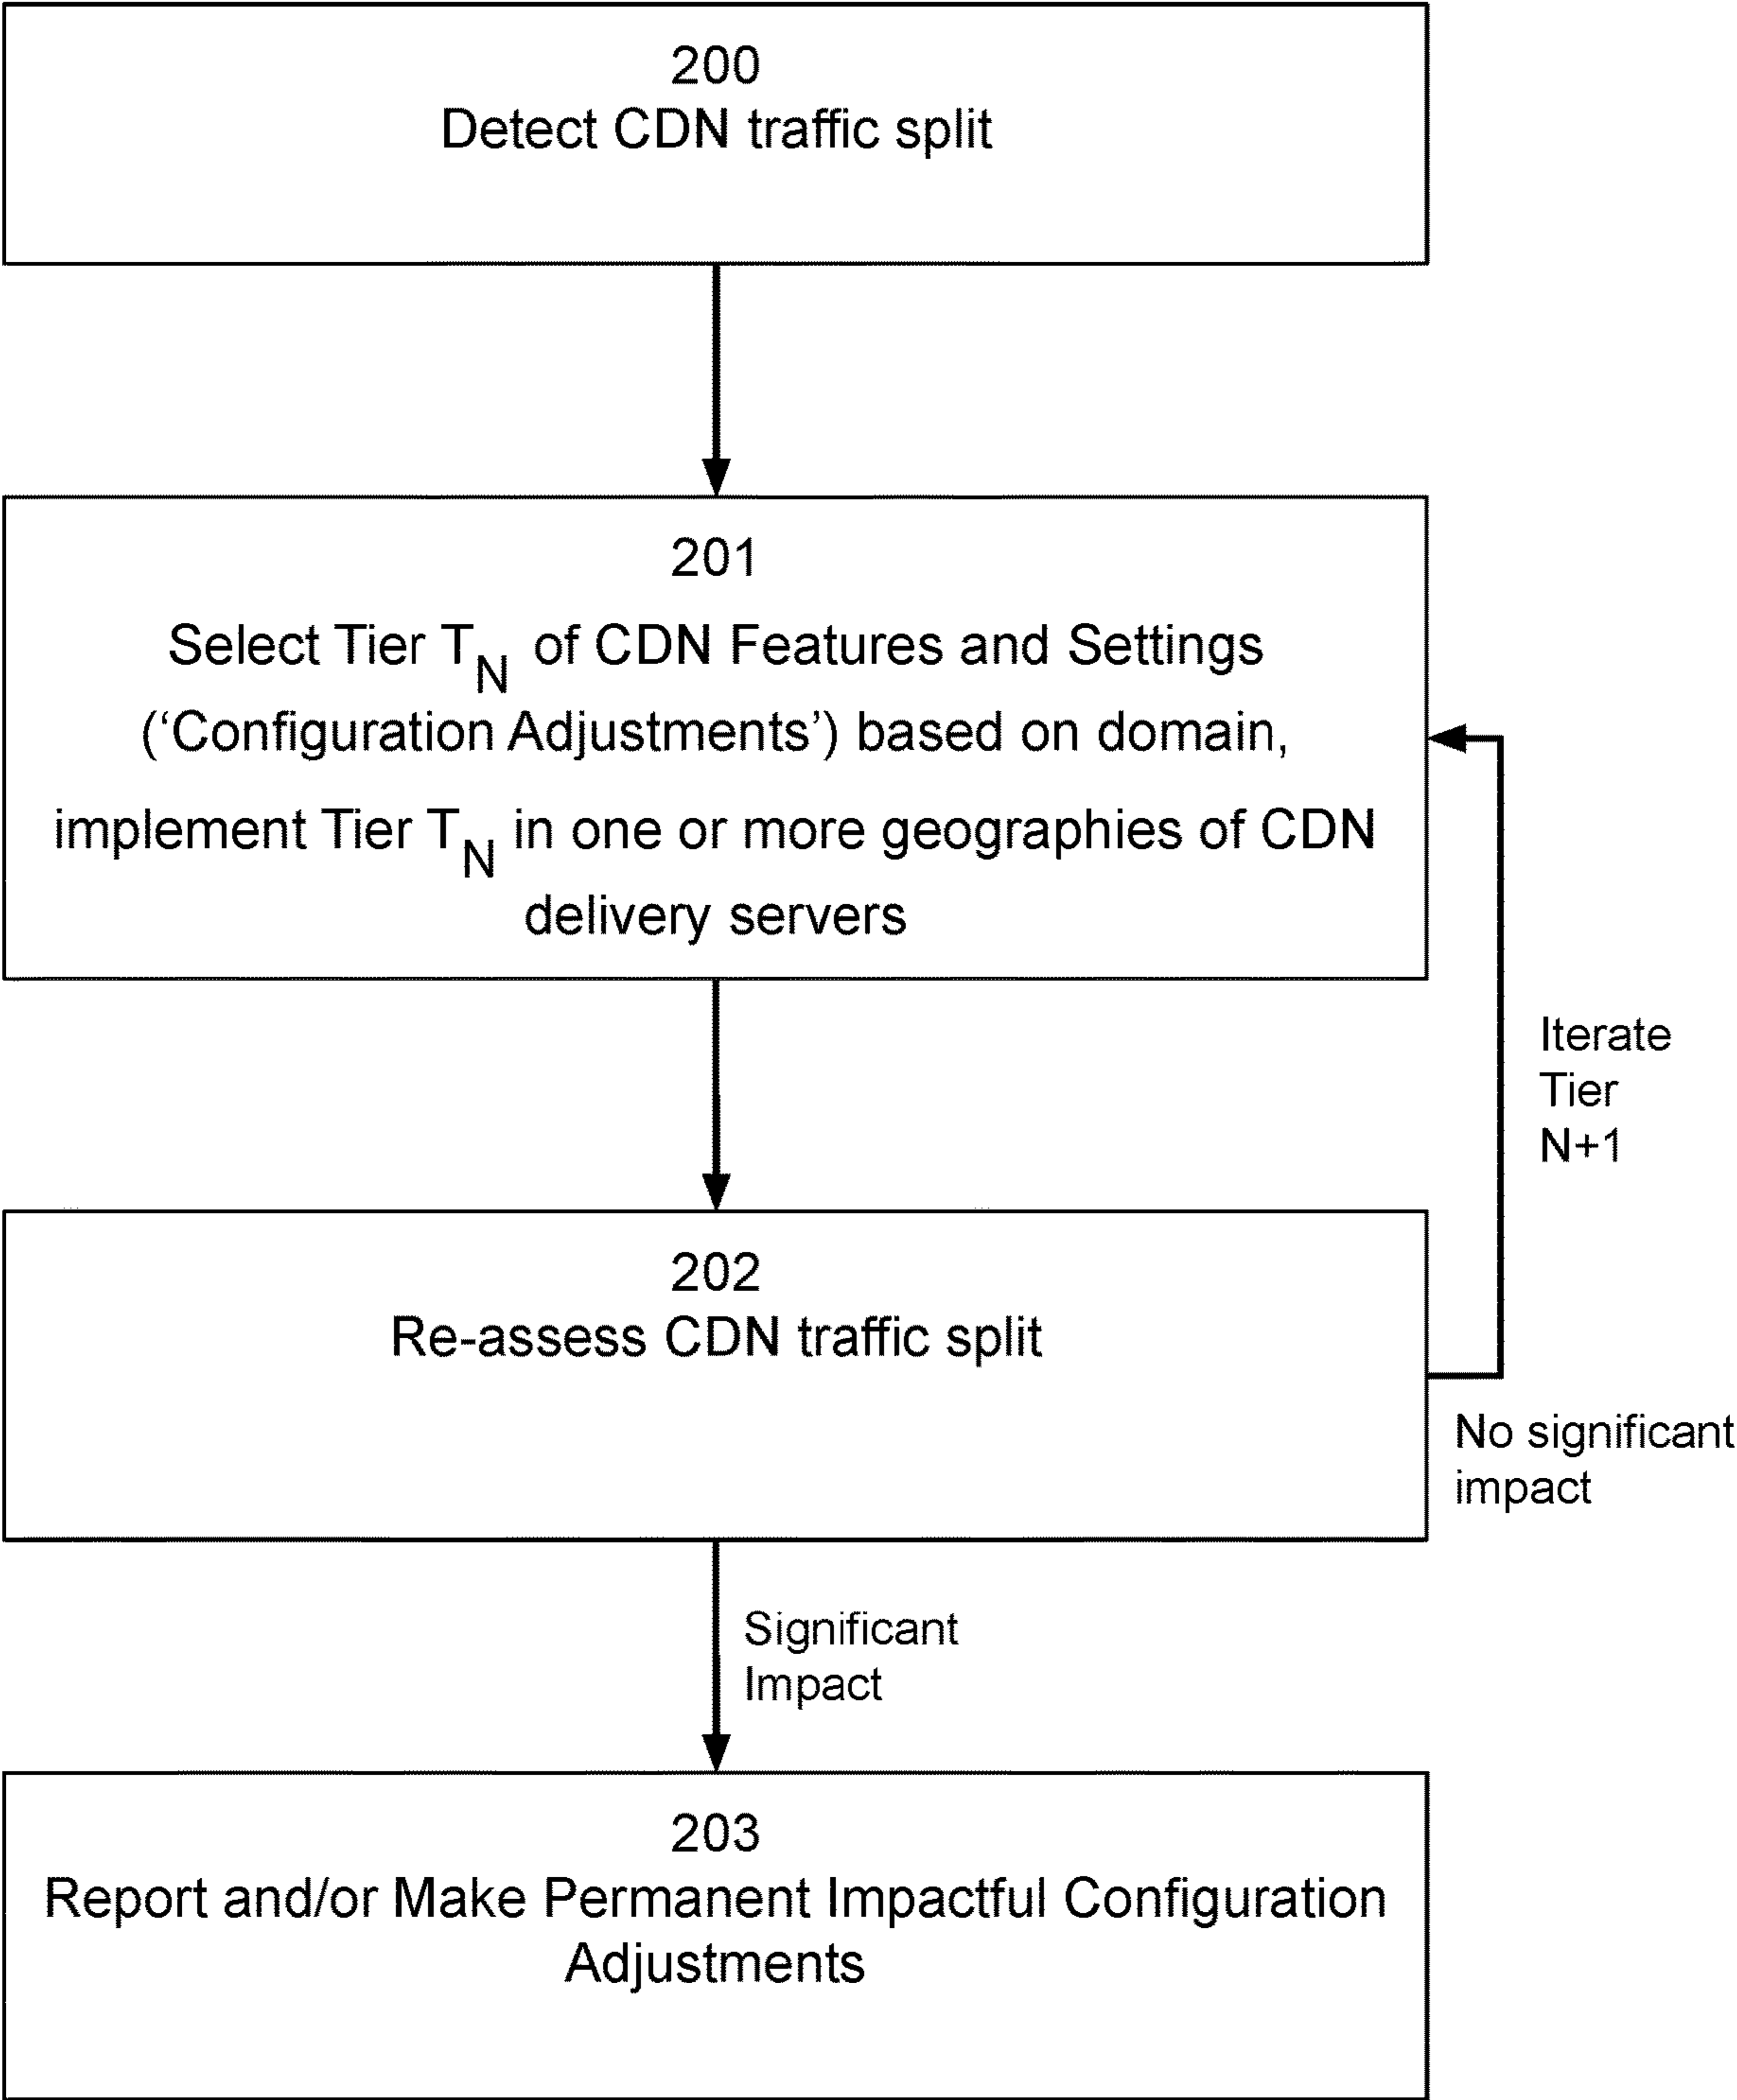 200
Detect CDN traffic split
201
Select Tier T_N of CDN Features and Settings
(‘Configuration Adjustments’) based on domain,
implement Tier T_N in one or more geographies of CDN
delivery servers
Iterate
Tier
N+1
202
Re-assess CDN traffic split
No significant
impact
Significant
Impact
203
Report and/or Make Permanent Impactful Configuration
Adjustments